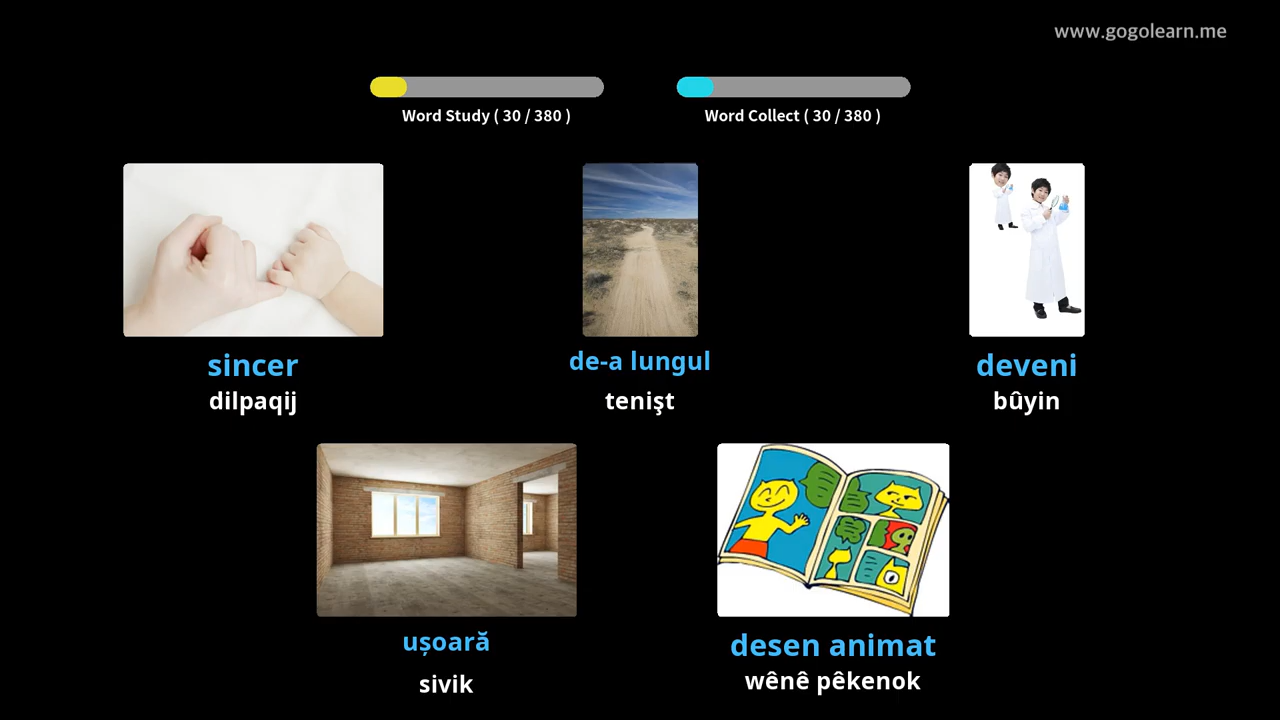 www.gogolearn.me
Word Study ( 30 / 380 )
Word Collect ( 30 / 380 )
sincer
dilpaqij
de-a lungul
tenişt
deveni
bûyin
ușoară
sivik
desen animat
wênê pêkenok